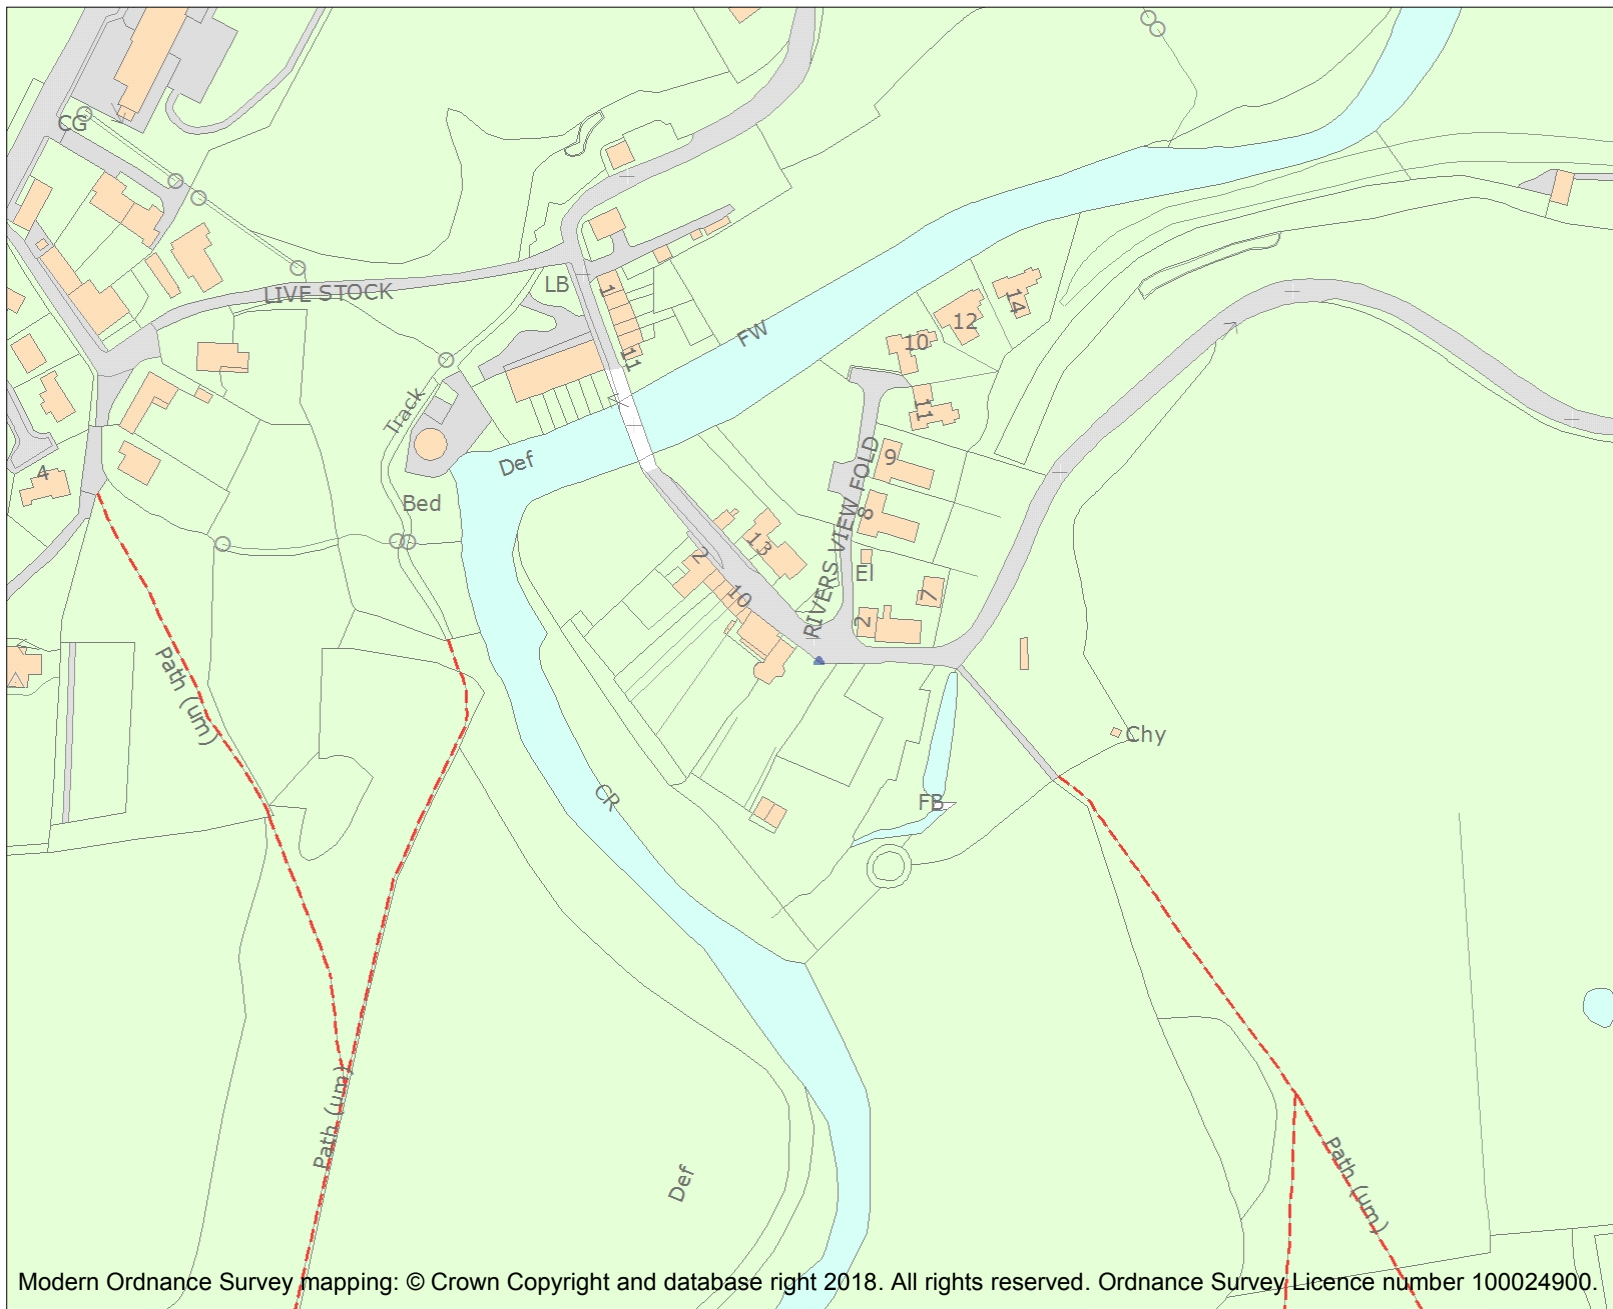 CG
LIVE STOCK
LB
1
11
FW
14
12
10
11
Track
Def
9
RIVERS VIEW FOLD
4
Bed
8
13
2
El
10
7
2
Path (um)
Chy
CR
FB
Path (um)
Path (um)
Def
Modern Ordnance Survey mapping: © Crown Copyright and database right 2018. All rights reserved. Ordnance Survey Licence number 100024900.